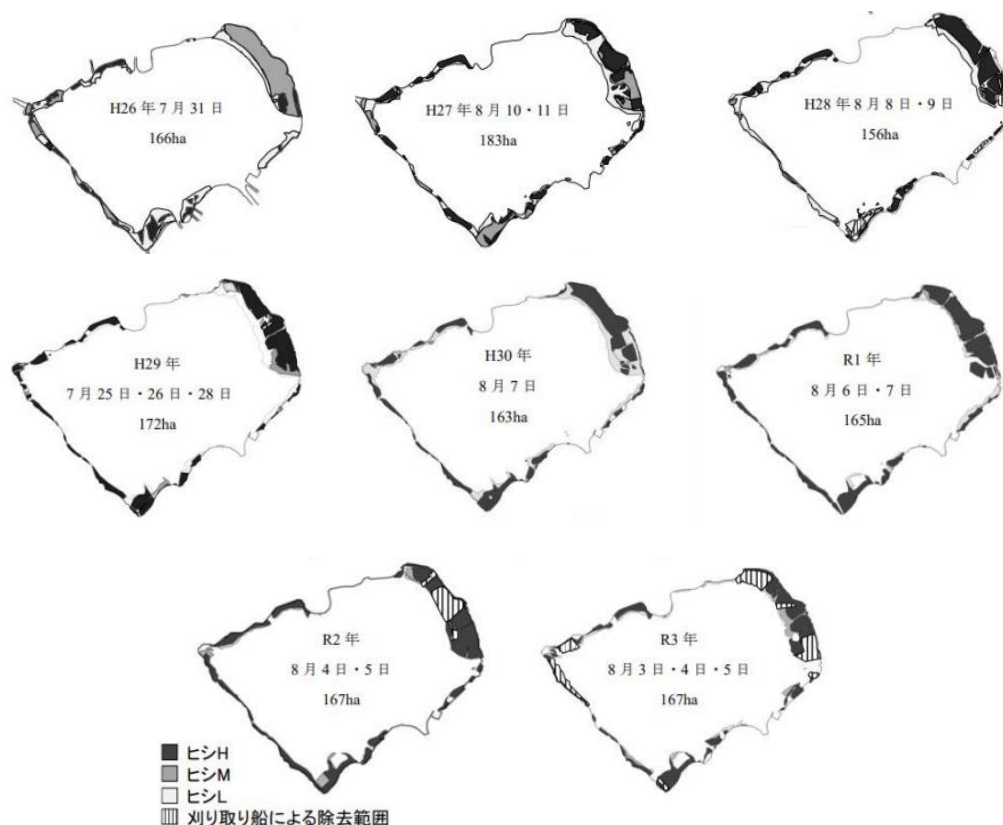 H26 年 7 月 31 日
166ha
H27 年 8 月 10・11 日
183ha
H28 年 8 月 8 日・9 日
156ha
H29 年
7 月 25 日・26 日・28 日
172ha
H30 年
8 月 7 日
163ha
R1 年
8 月 6 日・7 日
165ha
R2 年
8 月 4 日・5 日
167ha
R3 年
8 月 3 日・4 日・5 日
167ha
ヒシH
ヒシM
ヒシL
刈り取り船による除去範囲